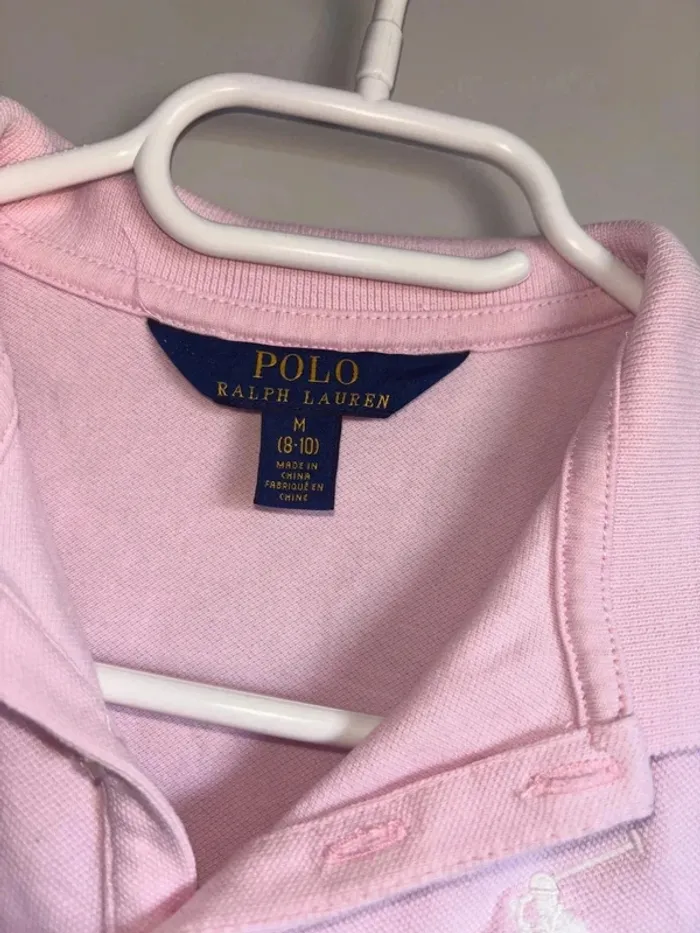 POLO
RALPH LAUREN
M
(8-10)
MADE IN
CHINA
FABRIQUÉ EN
CHINE